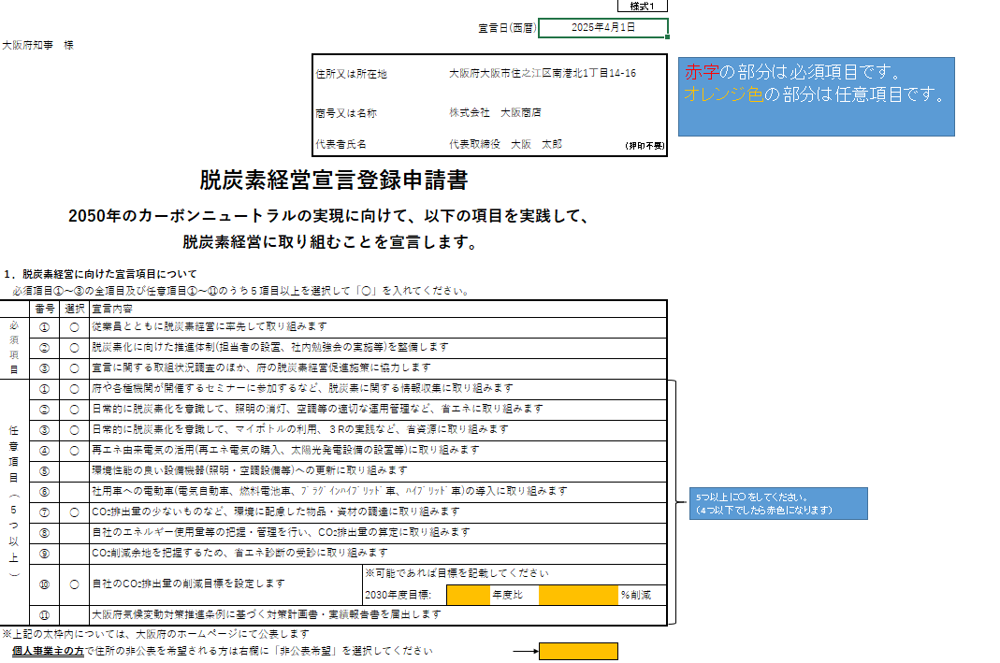 様式1
宣言日(西暦) 2025年4月1日
大阪府知事　様
住所又は所在地 大阪府大阪市住之江区南港北1丁目14-16
商号又は名称 株式会社　大阪商店
代表者氏名 代表取締役　大阪　太郎 (押印不要)
赤字の部分は必須項目です。
オレンジ色の部分は任意項目です。
脱炭素経営宣言登録申請書
2050年のカーボンニュートラルの実現に向けて、以下の項目を実践して、
脱炭素経営に取り組むことを宣言します。
１．脱炭素経営に向けた宣言項目について
必須項目①～③の全項目及び任意項目①～⑪のうち５項目以上を選択して「○」を入れてください。
番号 選択 宣言内容
必須項目
① ○ 従業員とともに脱炭素経営に率先して取り組みます
② ○ 脱炭素化に向けた推進体制(担当者の設置、社内勉強会の実施等)を整備します
③ ○ 宣言に関する取組状況調査のほか、府の脱炭素経営促進施策に協力します
任意項目（5つ以上）
① ○ 府や各種機関が開催するセミナーに参加するなど、脱炭素に関する情報収集に取り組みます
② ○ 日常的に脱炭素化を意識して、照明の消灯、空調等の適切な運用管理など、省エネに取り組みます
③ ○ 日常的に脱炭素化を意識して、マイボトルの利用、３Rの実践など、省資源に取り組みます
④ ○ 再エネ由来電気の活用(再エネ電気の購入、太陽光発電設備の設置等)に取り組みます
⑤ 環境性能の良い設備機器(照明・空調設備等)への更新に取り組みます
⑥ 社用車への電動車(電気自動車、燃料電池車、ﾌﾟﾗｸﾞｲﾝﾊｲﾌﾞﾘｯﾄﾞ車、ﾊｲﾌﾞﾘｯﾄﾞ車)の導入に取り組みます
⑦ ○ CO₂排出量の少ないものなど、環境に配慮した物品・資材の調達に取り組みます
⑧ 自社のエネルギー使用量等の把握・管理を行い、CO₂排出量の算定に取り組みます
⑨ CO₂削減余地を把握するため、省エネ診断の受診に取り組みます
⑩ ○ 自社のCO₂排出量の削減目標を設定します
※可能であれば目標を記載してください
2030年度目標: 年度比 %削減
⑪ 大阪府気候変動対策推進条例に基づく対策計画書・実績報告書を届出します
5つ以上に○をしてください。
（4つ以下でしたら赤色になります）
※上記の太枠内については、大阪府のホームページにて公表します
個人事業主の方で住所の非公表を希望される方は右欄に「非公表希望」を選択してください